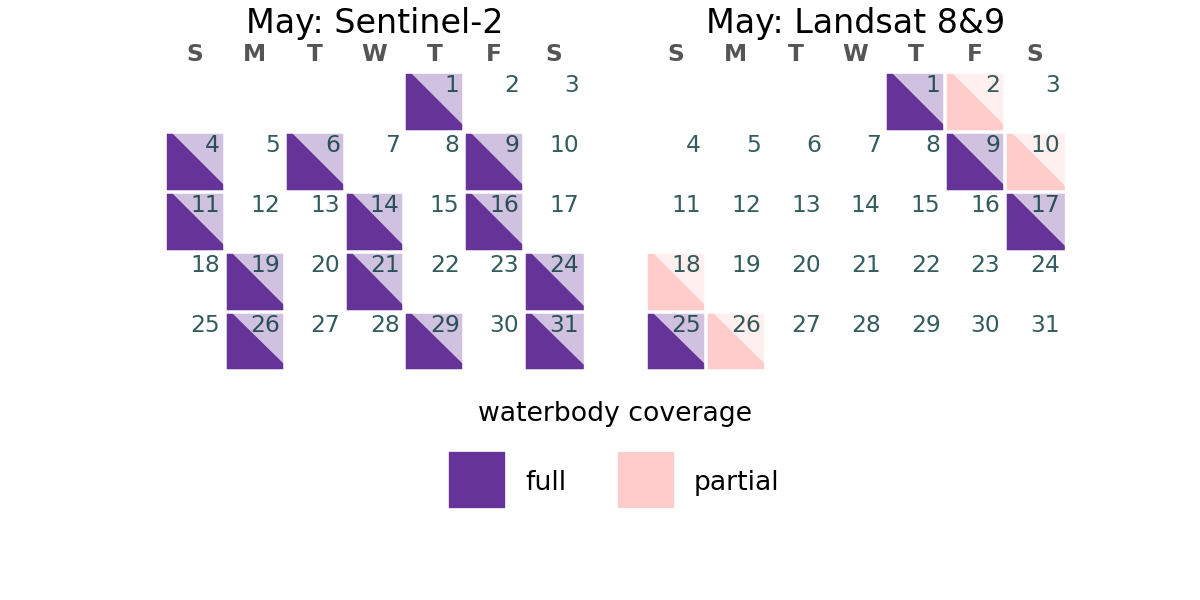 May: Sentinel-2
S M T W T F S
1 2 3
4 5 6 7 8 9 10
11 12 13 14 15 16 17
18 19 20 21 22 23 24
25 26 27 28 29 30 31
May: Landsat 8&9
S M T W T F S
1 2 3
4 5 6 7 8 9 10
11 12 13 14 15 16 17
18 19 20 21 22 23 24
25 26 27 28 29 30 31
waterbody coverage
full
partial